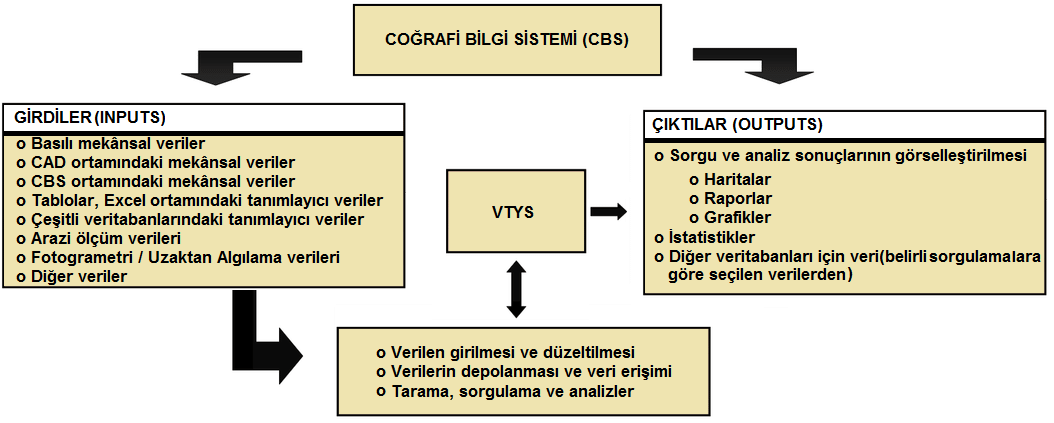 COĞRAFİ BİLGİ SİSTEMİ (CBS)
GİRDİLER (INPUTS)
o Basılı mekânsal veriler
o CAD ortamındaki mekânsal veriler
o CBS ortamındaki mekânsal veriler
o Tablolar, Excel ortamındaki tanımlayıcı veriler
o Çeşitli veritabanlarındaki tanımlayıcı veriler
o Arazi ölçüm verileri
o Fotogrametri / Uzaktan Algılama verileri
o Diğer veriler
VTYS
ÇIKTILAR (OUTPUTS)
o Sorgu ve analiz sonuçlarının görselleştirilmesi
o Haritalar
o Raporlar
o Grafikler
o İstatistikler
o Diğer veritabanları için veri(belirli sorgulamalara
göre seçilen verilerden)
o Verilen girilmesi ve düzeltilmesi
o Verilerin depolanması ve veri erişimi
o Tarama, sorgulama ve analizler